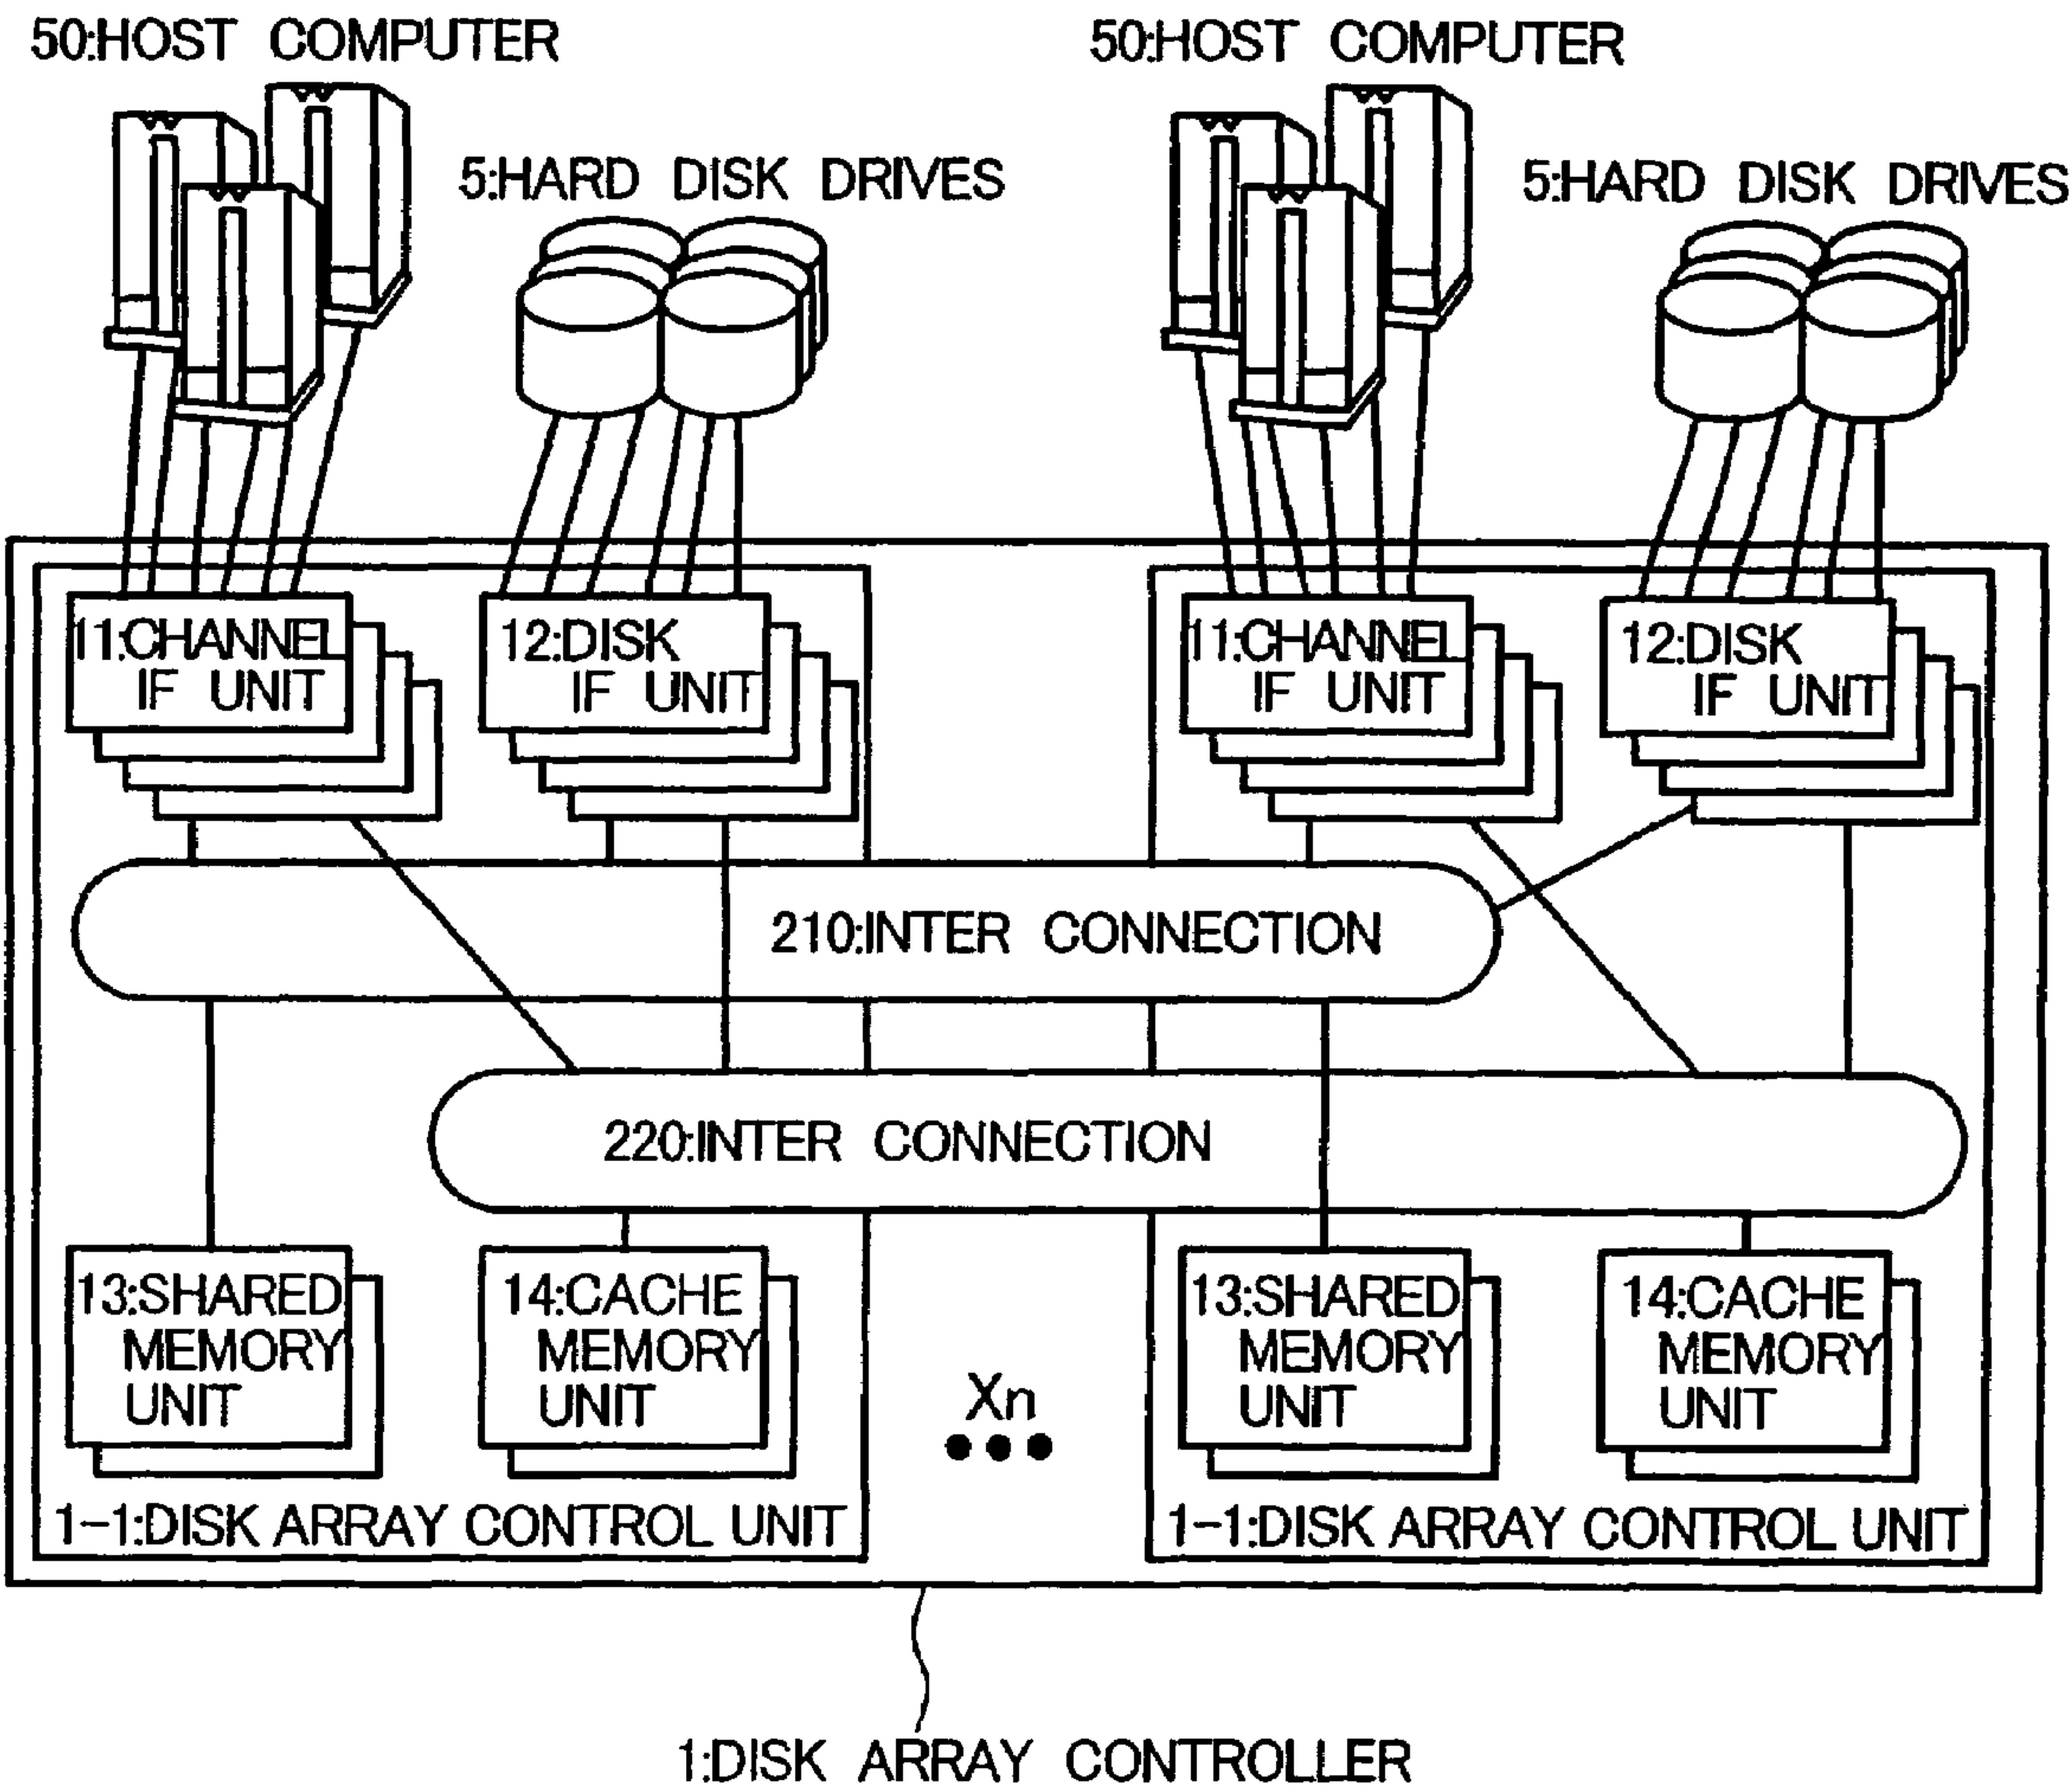 50:HOST COMPUTER
50:HOST COMPUTER
5:HARD DISK DRIVES
5:HARD DISK DRIVES
11:CHANNEL
IF UNIT
12:DISK
IF UNIT
11:CHANNEL
IF UNIT
12:DISK
IF UNIT
210:INTER CONNECTION
220:INTER CONNECTION
13:SHARED
MEMORY
UNIT
14:CACHE
MEMORY
UNIT
Xn
13:SHARED
MEMORY
UNIT
14:CACHE
MEMORY
UNIT
1-1:DISK ARRAY CONTROL UNIT
1-1:DISK ARRAY CONTROL UNIT
1:DISK ARRAY CONTROLLER